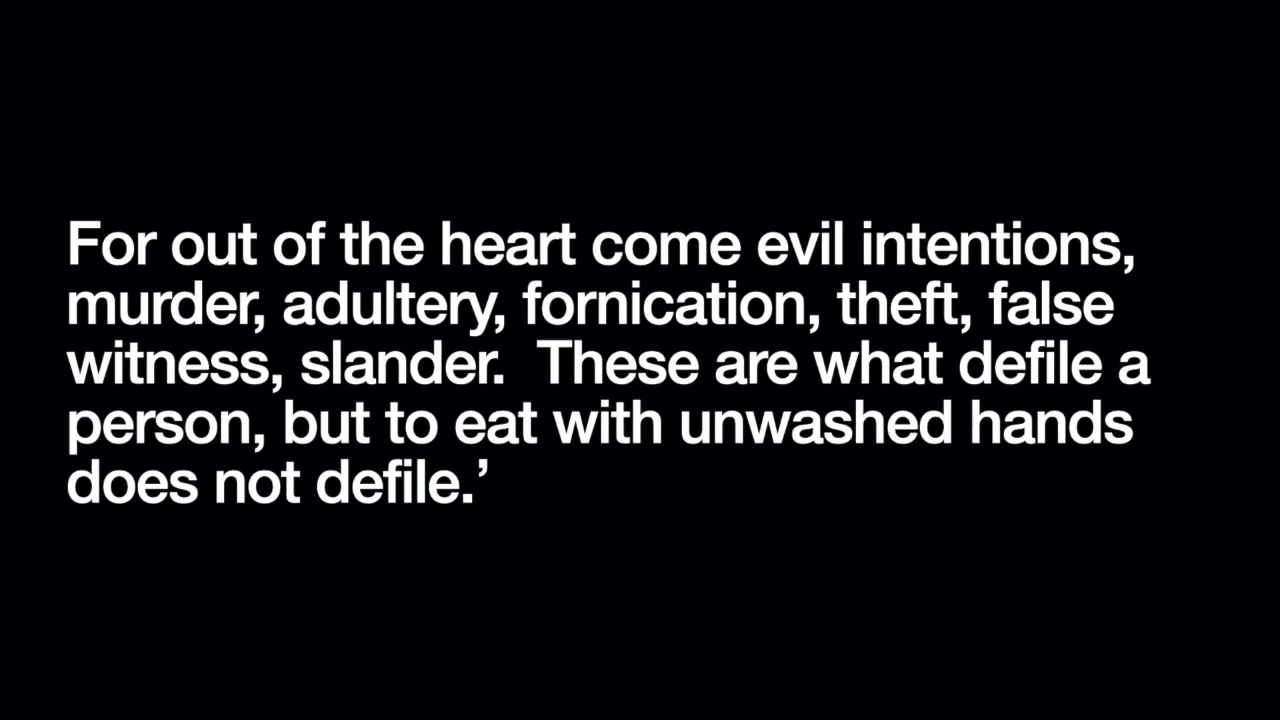 For out of the heart come evil intentions,
murder, adultery, fornication, theft, false
witness, slander.  These are what defile a
person, but to eat with unwashed hands
does not defile.’